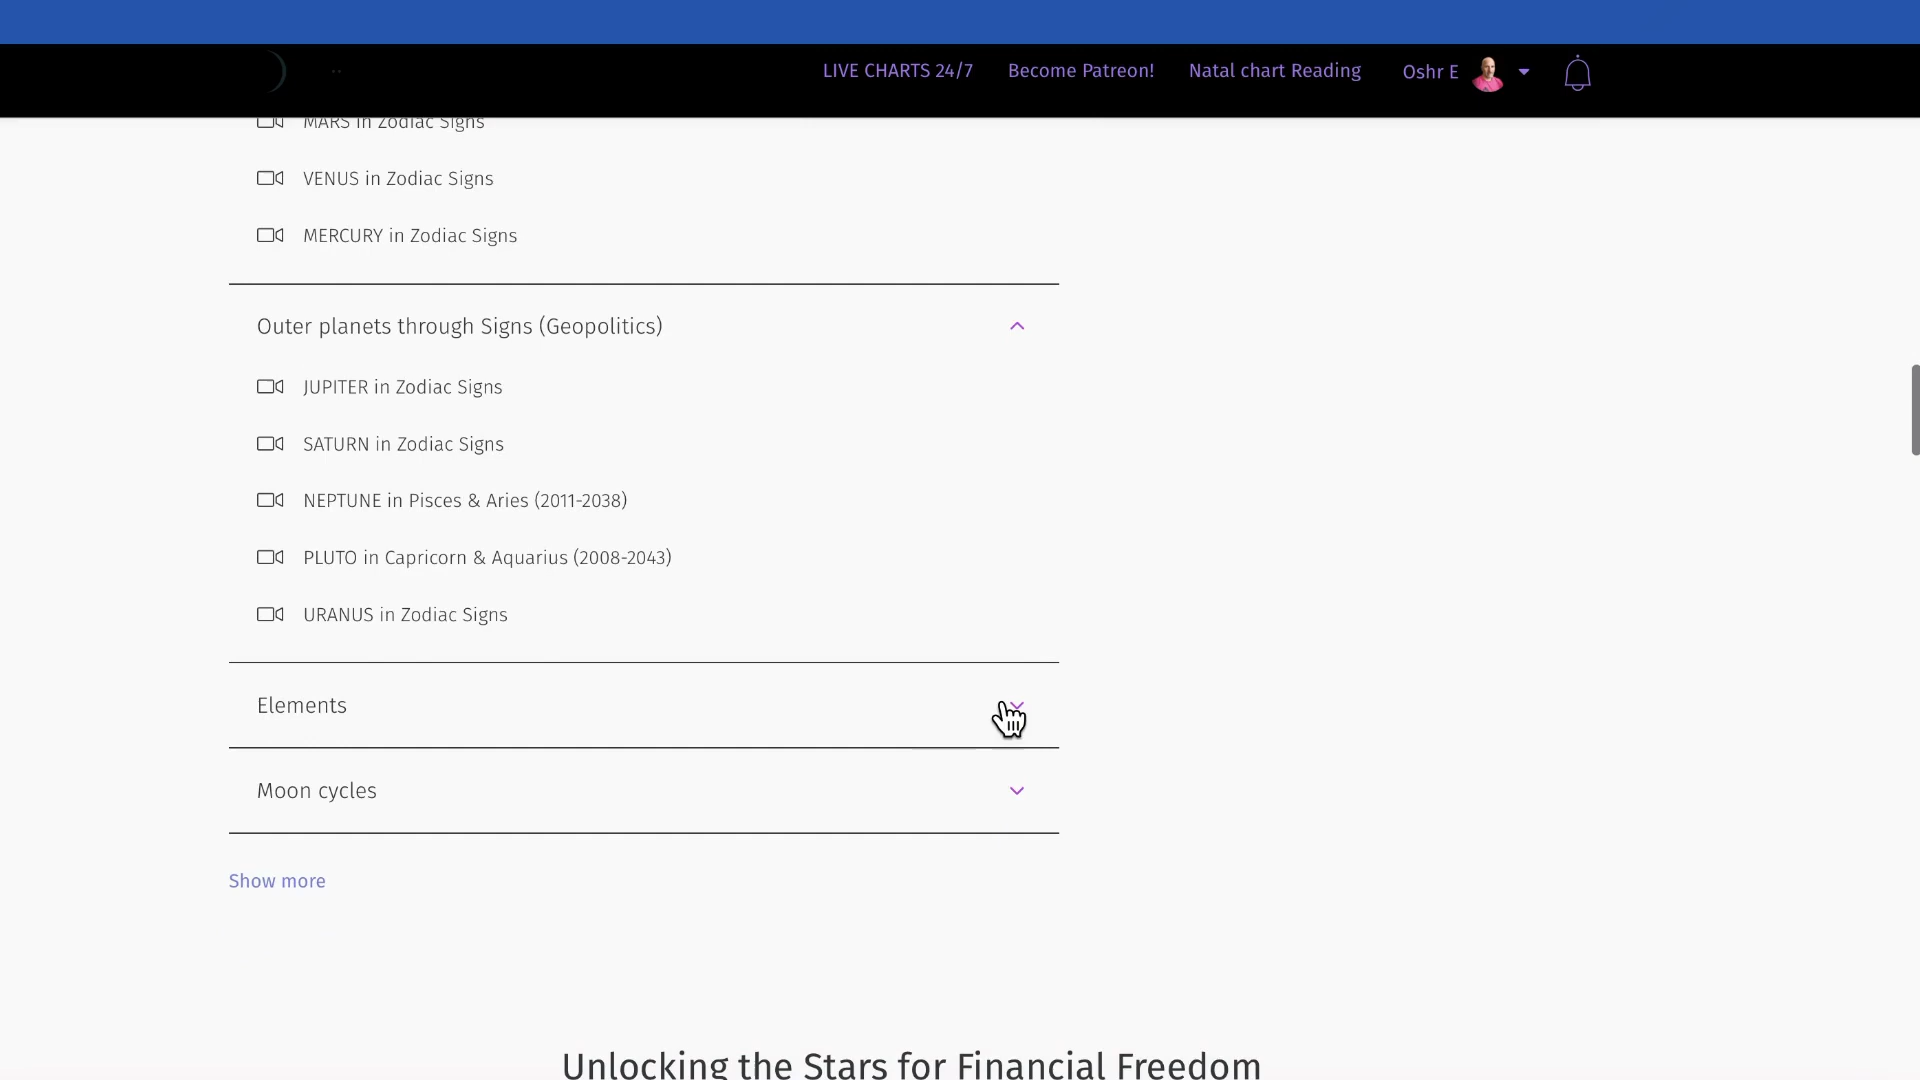 LIVE CHARTS 24/7 Become Patreon! Natal chart Reading Oshr E
MARS in Zodiac Signs
VENUS in Zodiac Signs
MERCURY in Zodiac Signs
Outer planets through Signs (Geopolitics)
JUPITER in Zodiac Signs
SATURN in Zodiac Signs
NEPTUNE in Pisces & Aries (2011-2038)
PLUTO in Capricorn & Aquarius (2008-2043)
URANUS in Zodiac Signs
Elements
Moon cycles
Show more
Unlocking the Stars for Financial Freedom